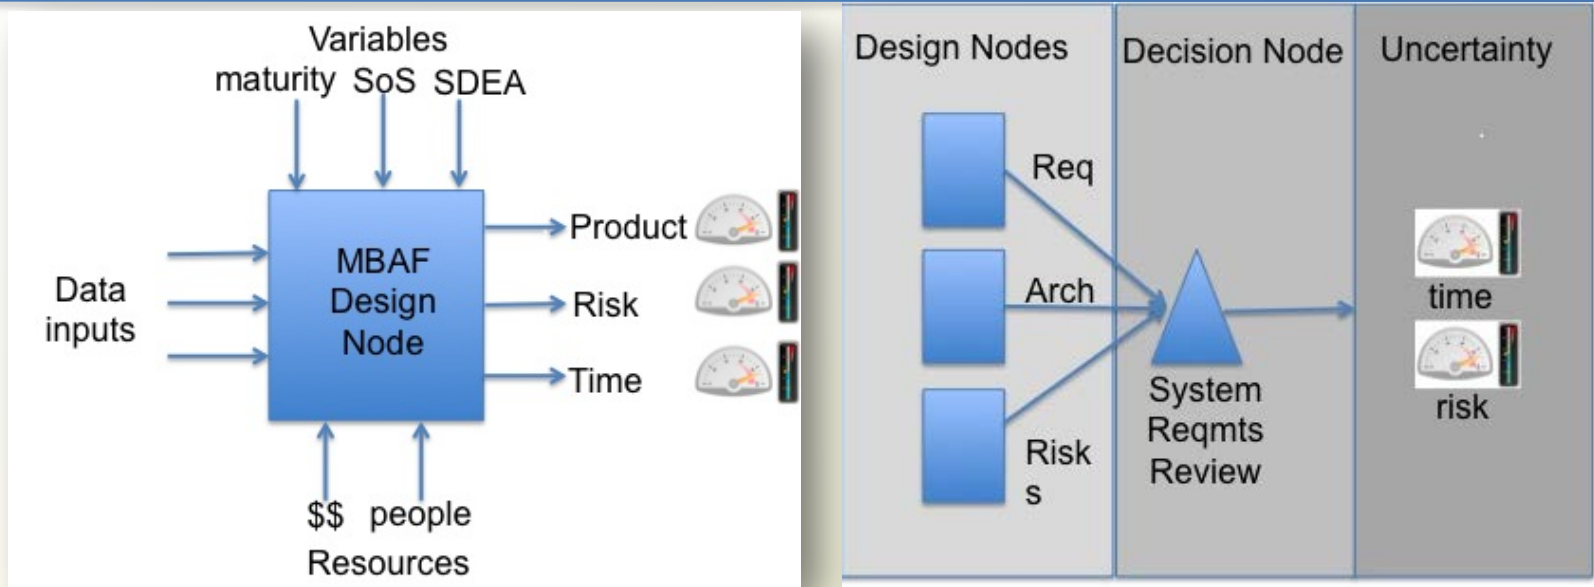 Variables
maturity SoS SDEA
Data
inputs
MBAF
Design
Node
Product
Risk
Time
$$ people
Resources
Design Nodes
Req
Arch
Risk
s
Decision Node
System
Reqmts
Review
Uncertainty
time
risk